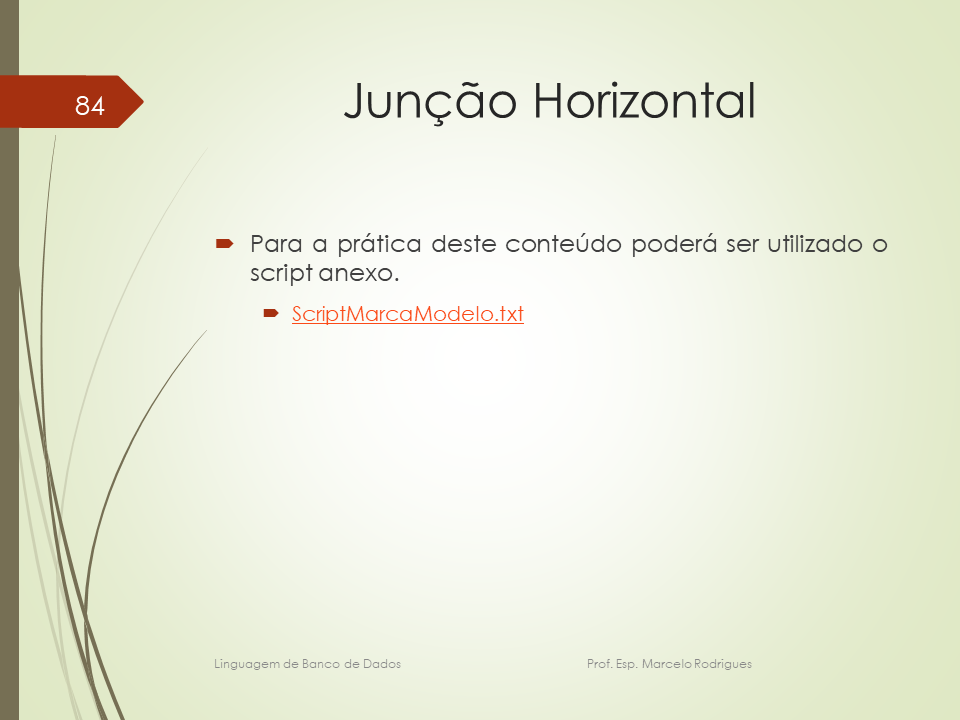 84
Junção Horizontal
Para a prática deste conteúdo poderá ser utilizado o
script anexo.
ScriptMarcaModelo.txt
Linguagem de Banco de Dados
Prof. Esp. Marcelo Rodrigues